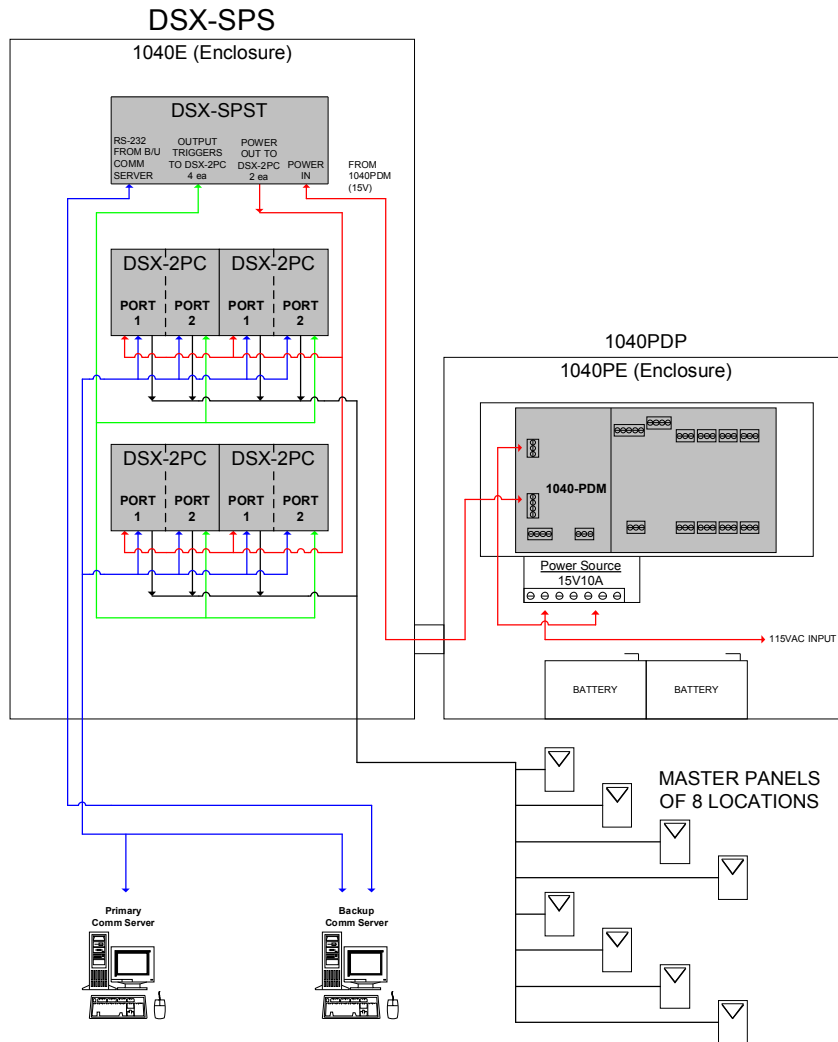 DSX-SPS
1040E (Enclosure)
DSX-SPST
RS-232
FROM B/U
COMM
SERVER
OUTPUT
TRIGGERS
TO DSX-2PC
4 ea
POWER
OUT TO
DSX-2PC
2 ea
POWER
IN
FROM
1040PDM
(15V)
DSX-2PC
DSX-2PC
PORT
1
PORT
2
PORT
1
PORT
2
DSX-2PC
DSX-2PC
PORT
1
PORT
2
PORT
1
PORT
2
1040PDP
1040PE (Enclosure)
1040-PDM
Power Source
15V10A
115VAC INPUT
BATTERY
BATTERY
MASTER PANELS
OF 8 LOCATIONS
Primary
Comm Server
Backup
Comm Server